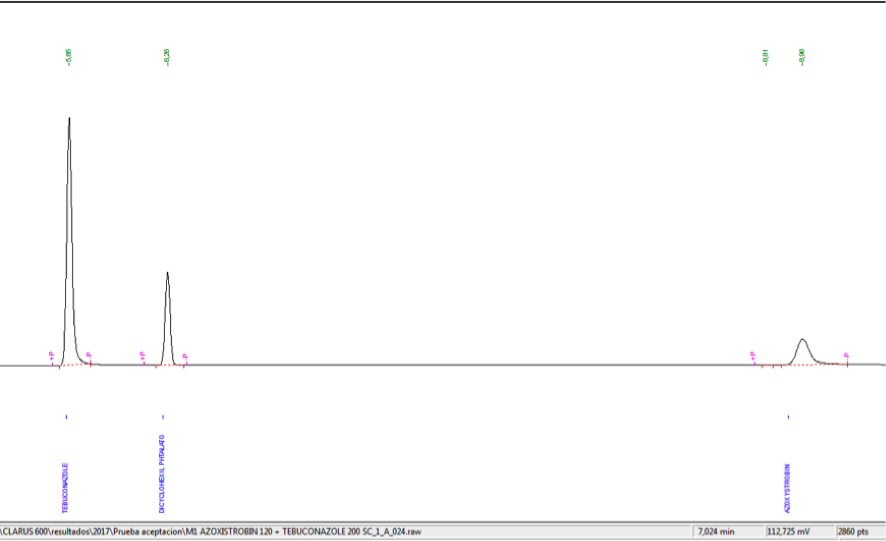 -5,85
-6,26
-8,81
-8,96
+P
-P
+P
-P
+P
-P
TEBUCONAZOLE
DICYCLOHEXIL PHTALATO
AZOXYSTROBIN
\CLARUS 600\resultados\2017\Prueba aceptacion\M1 AZOXISTROBIN 120 + TEBUCONAZOLE 200 SC_1_A_024.raw
7,024 min
112,725 mV
2860 pts